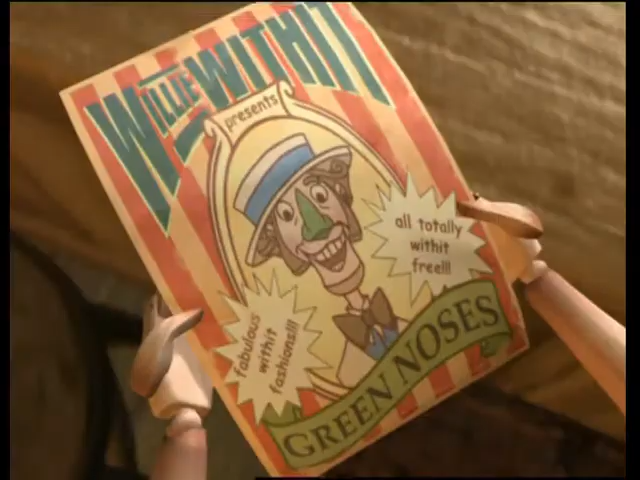 WILLIE WITHIT
presents
all totally
withit
free!!!
fabulous
withit
fashions!!!
GREEN NOSES